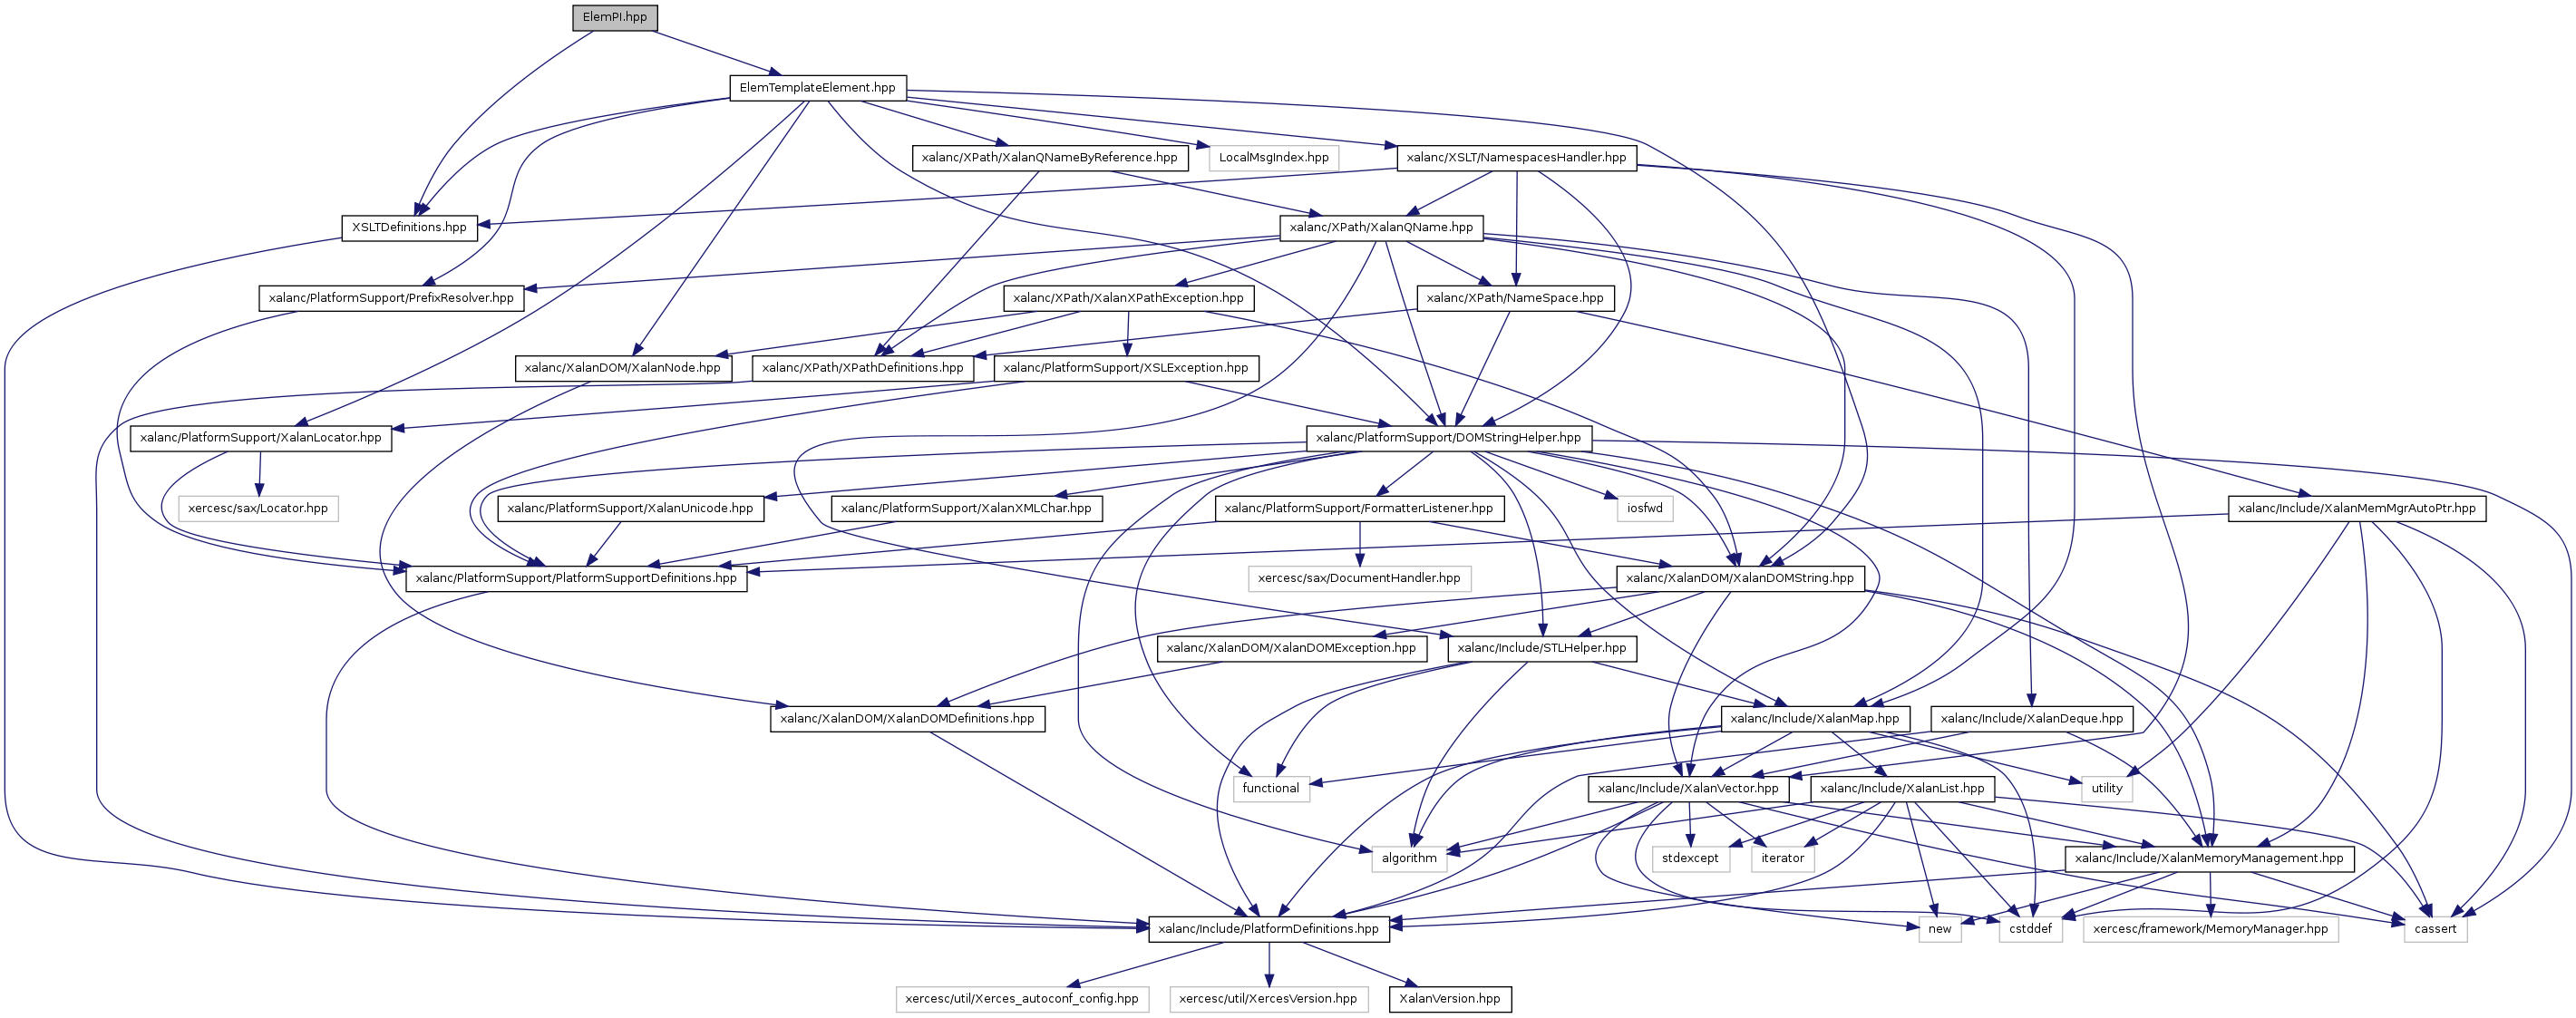 ElemPI.hpp
ElemTemplateElement.hpp
xalanc/XPath/XalanQNameByReference.hpp
LocalMsgIndex.hpp
xalanc/XSLT/NamespacesHandler.hpp
XSLTDefinitions.hpp
xalanc/XPath/XalanQName.hpp
xalanc/PlatformSupport/PrefixResolver.hpp
xalanc/XPath/XalanXPathException.hpp
xalanc/XPath/NameSpace.hpp
xalanc/XalanDOM/XalanNode.hpp
xalanc/XPath/XPathDefinitions.hpp
xalanc/PlatformSupport/XSLException.hpp
xalanc/PlatformSupport/XalanLocator.hpp
xalanc/PlatformSupport/DOMStringHelper.hpp
xercesc/sax/Locator.hpp
xalanc/PlatformSupport/XalanUnicode.hpp
xalanc/PlatformSupport/XalanXMLChar.hpp
xalanc/PlatformSupport/FormatterListener.hpp
iosfwd
xalanc/Include/XalanMemMgrAutoPtr.hpp
xalanc/PlatformSupport/PlatformSupportDefinitions.hpp
xercesc/sax/DocumentHandler.hpp
xalanc/XalanDOM/XalanDOMString.hpp
xalanc/XalanDOM/XalanDOMException.hpp
xalanc/Include/STLHelper.hpp
xalanc/XalanDOM/XalanDOMDefinitions.hpp
xalanc/Include/XalanMap.hpp
xalanc/Include/XalanDeque.hpp
functional
xalanc/Include/XalanVector.hpp
xalanc/Include/XalanList.hpp
utility
algorithm
stdexcept
iterator
xalanc/Include/XalanMemoryManagement.hpp
xalanc/Include/PlatformDefinitions.hpp
new
cstddef
xercesc/framework/MemoryManager.hpp
cassert
xercesc/util/Xerces_autoconf_config.hpp
xercesc/util/XercesVersion.hpp
XalanVersion.hpp